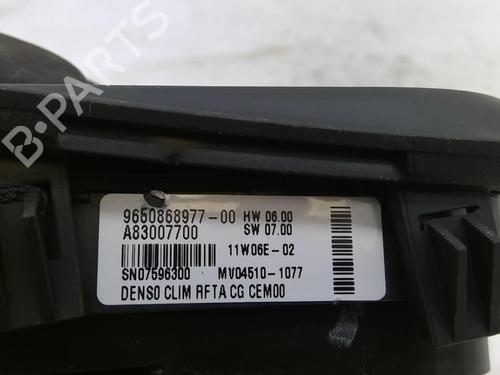 B-PARTS
9650868977-00 HW 06.00
A83007700 SW 07.00
11W06E-02
SN07596300 MV04510-1077
DENSO CLIM RFTA CG CEM00